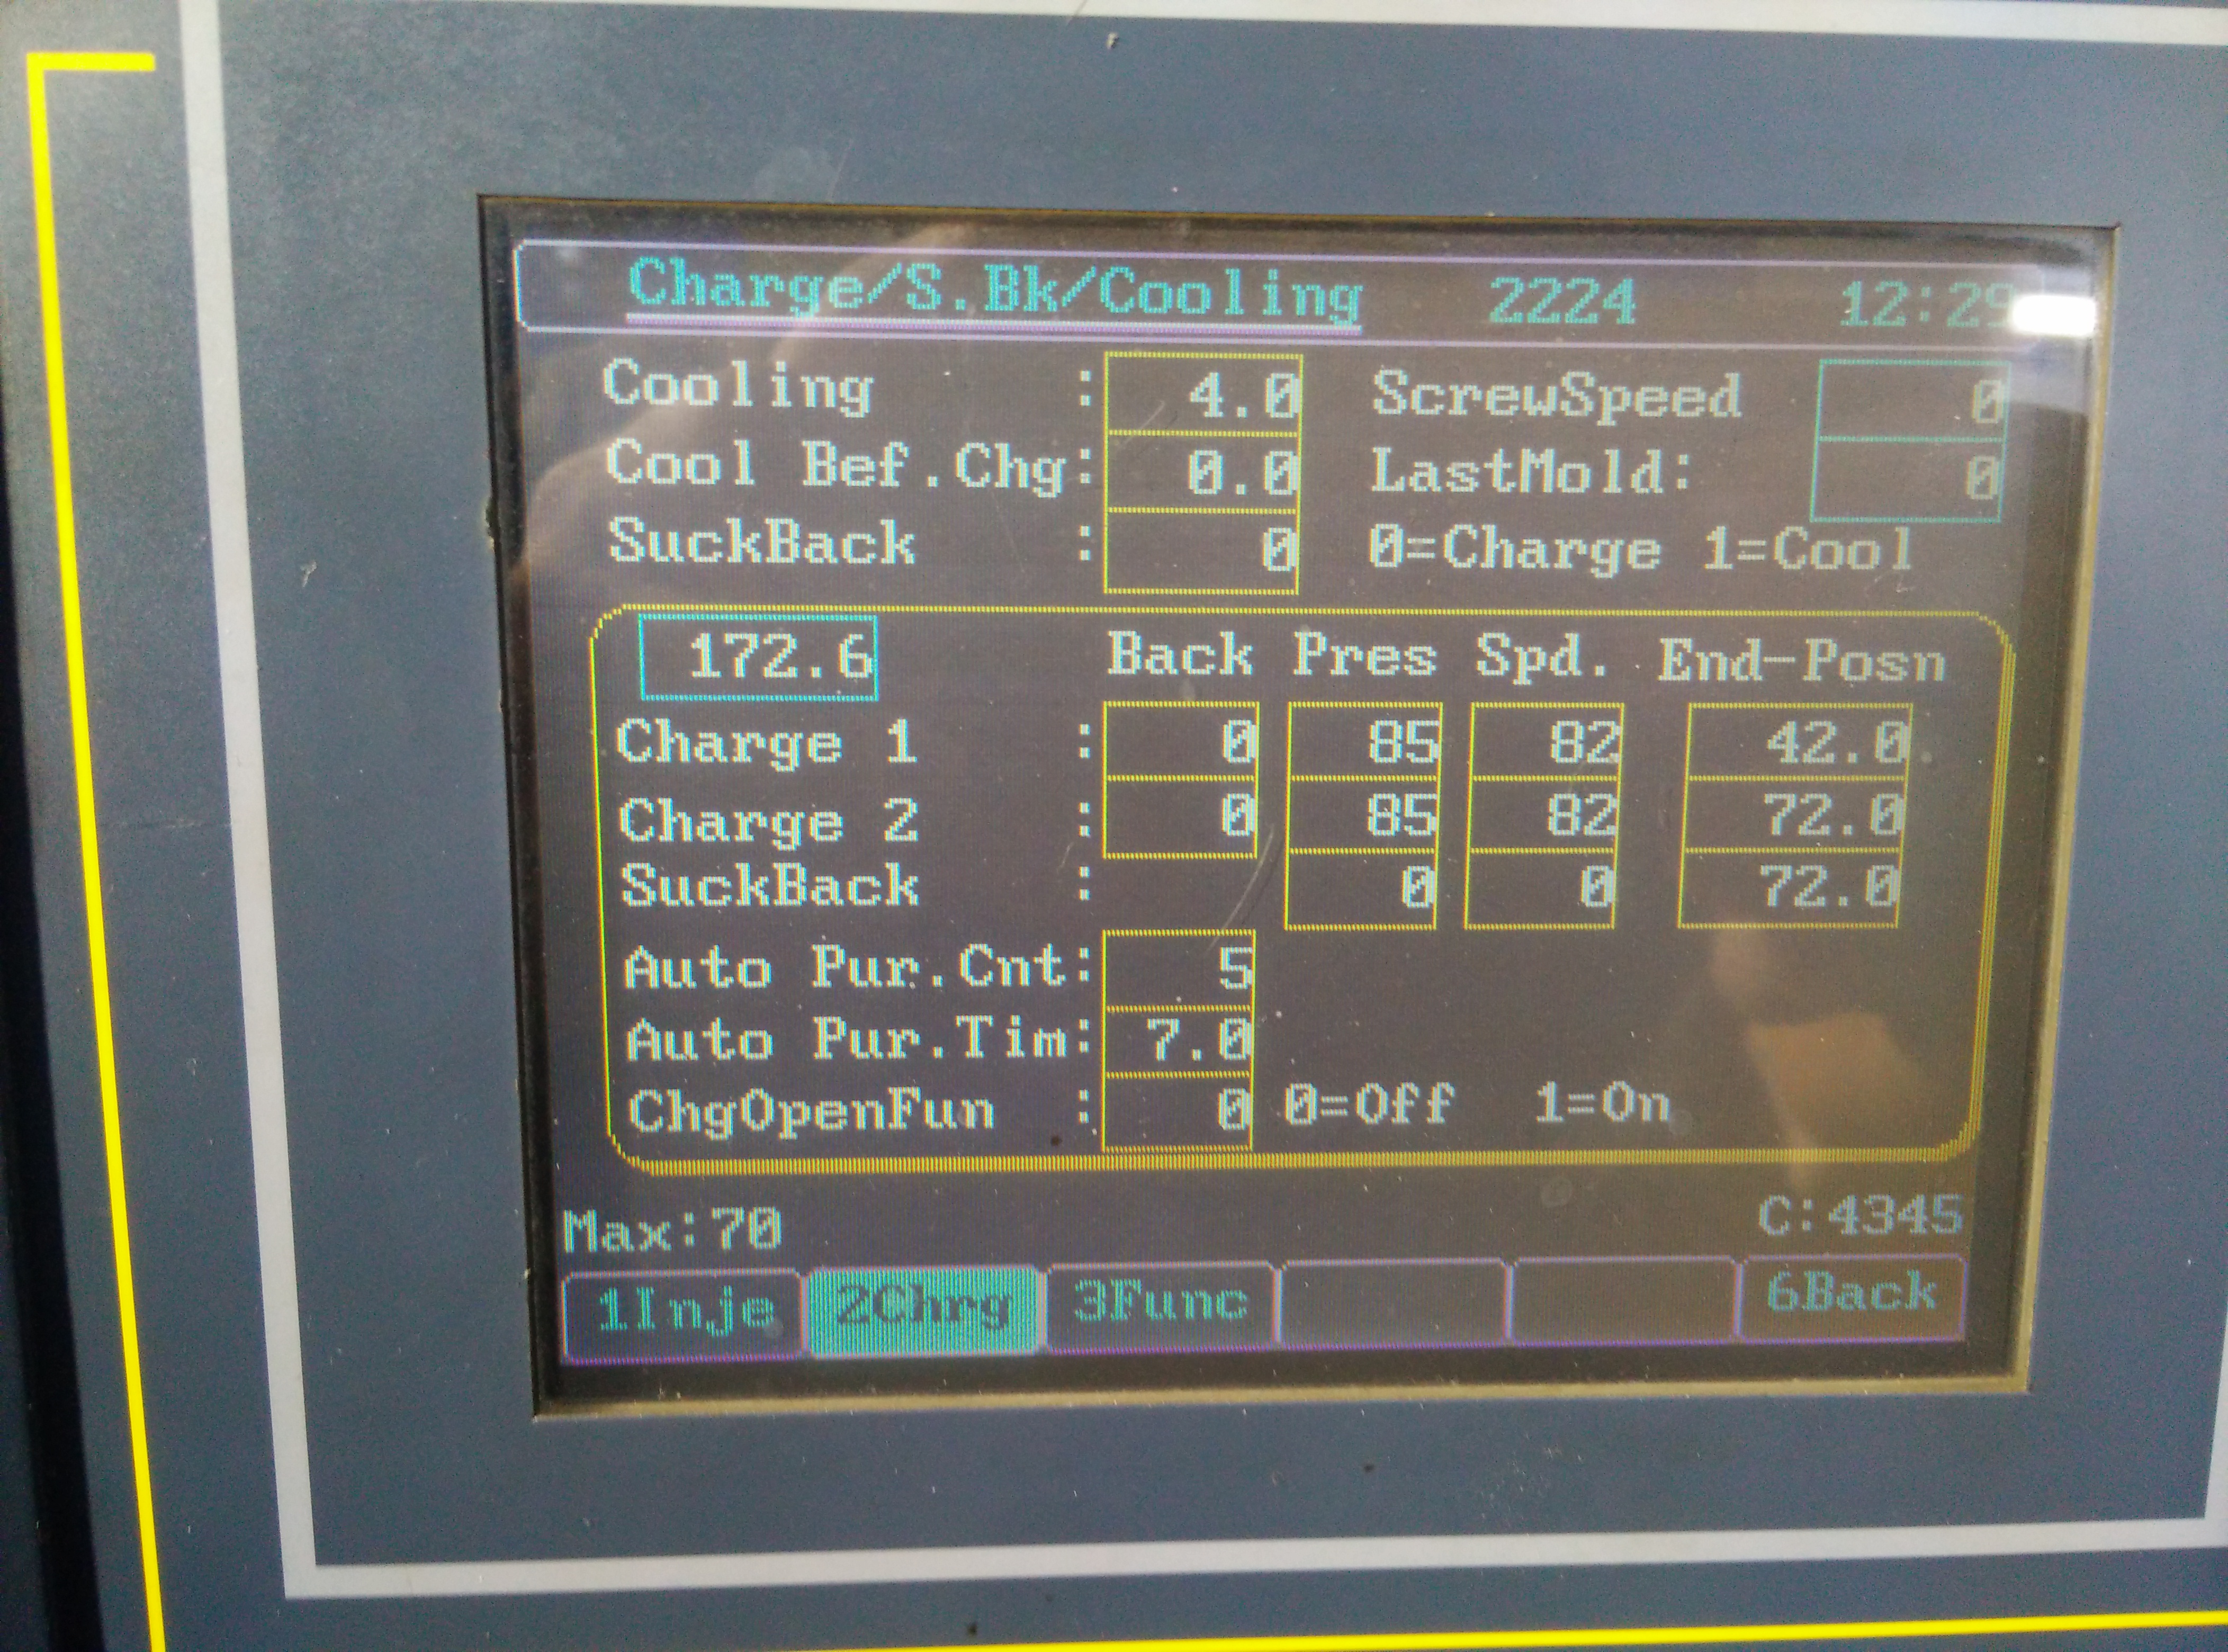 Charge/S.Bk/Cooling 2224 12:29
Cooling : 4.0 ScrewSpeed 0
Cool Bef.Chg: 0.0 LastMold: 0
SuckBack : 0 0=Charge 1=Cool
172.6 Back Pres Spd. End-Posn
Charge 1 : 0 85 82 42.0
Charge 2 : 0 85 82 72.0
SuckBack : 0 0 72.0
Auto Pur.Cnt: 5
Auto Pur.Tim: 7.0
ChgOpenFun : 0 0=Off 1=On
Max:70 C:4345
1Inje 2Chrg 3Func 6Back